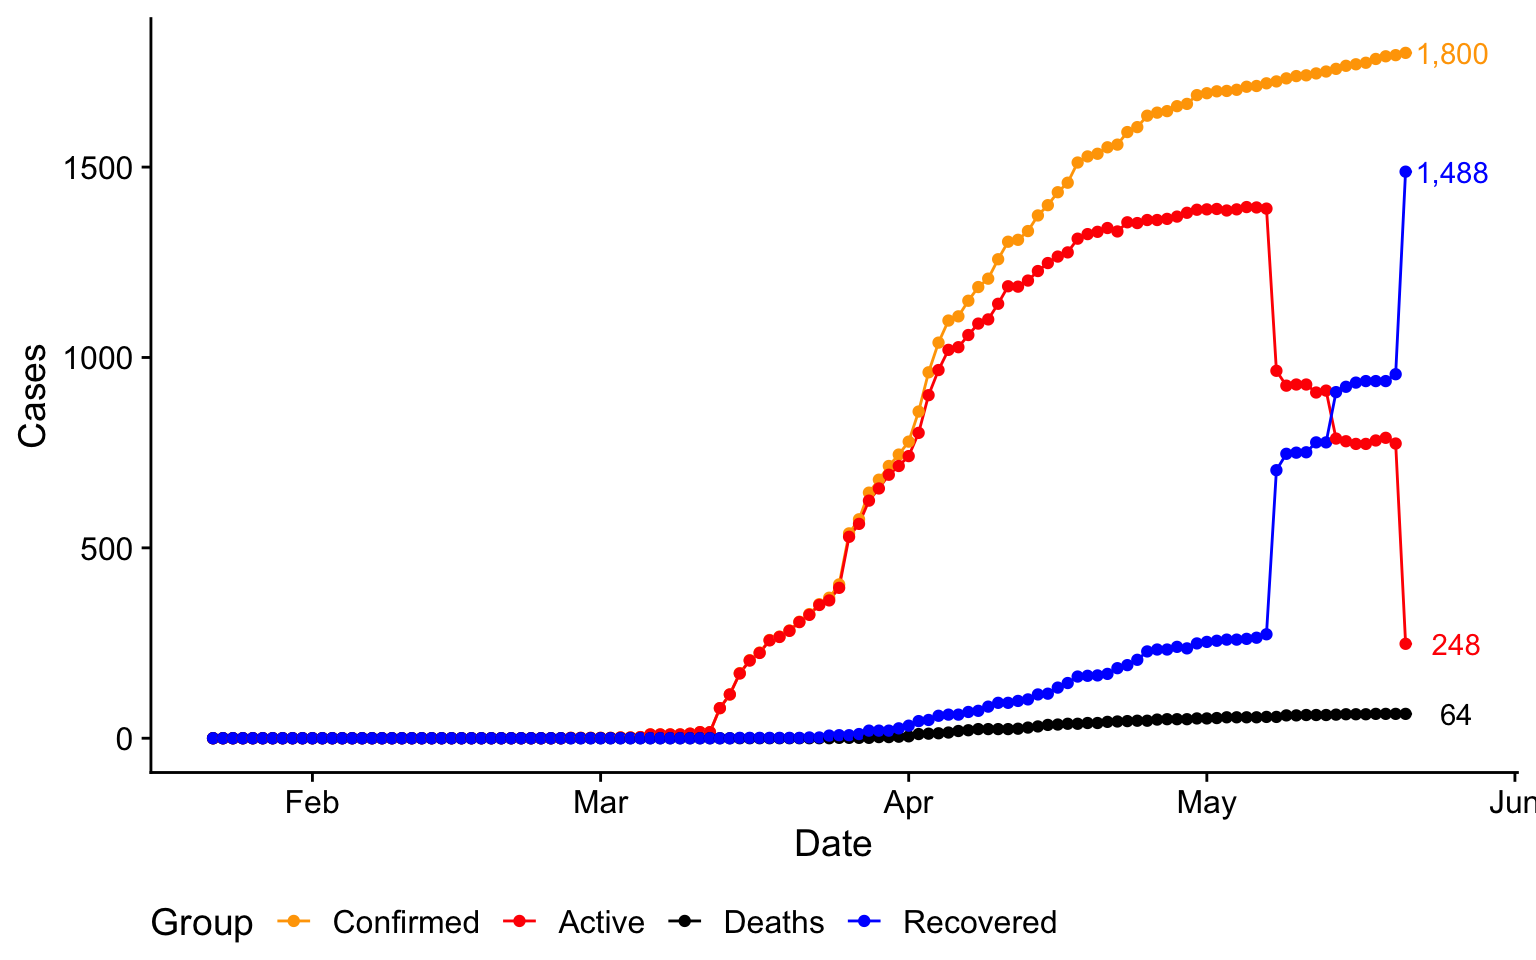 1,800
1500
1,488
1000
Cases
500
248
64
0
Feb Mar Apr May Jun
Date
Group Confirmed Active Deaths Recovered